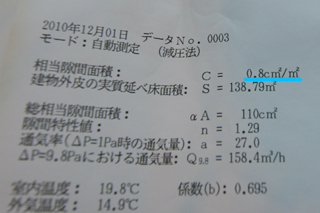 2010年12月01日 データNo. 0003
モード：自動測定 （減圧法）
相当隙間面積： C = 0.8c㎡/㎡
建物外皮の実質延べ床面積： S = 138.79㎡
総相当隙間面積： αA = 110c㎡
隙間特性値： n = 1.29
通気率（ΔP=1Pa時の通気量）： a = 27.0
ΔP=9.8Paにおける通気量： Q9.8 = 158.4㎥/h
室内温度： 19.8℃ 係数(b)： 0.695
外気温度： 14.9℃